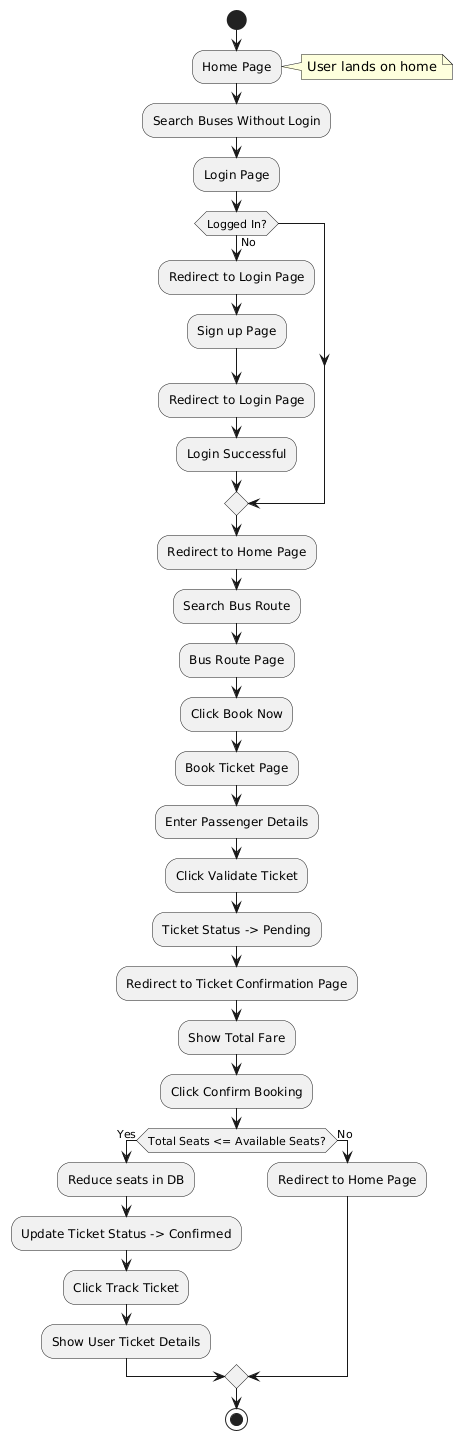 Home Page
User lands on home
Search Buses Without Login
Login Page
Logged In?
No
Redirect to Login Page
Sign up Page
Redirect to Login Page
Login Successful
Redirect to Home Page
Search Bus Route
Bus Route Page
Click Book Now
Book Ticket Page
Enter Passenger Details
Click Validate Ticket
Ticket Status -> Pending
Redirect to Ticket Confirmation Page
Show Total Fare
Click Confirm Booking
Yes
Total Seats <= Available Seats?
No
Reduce seats in DB
Redirect to Home Page
Update Ticket Status -> Confirmed
Click Track Ticket
Show User Ticket Details